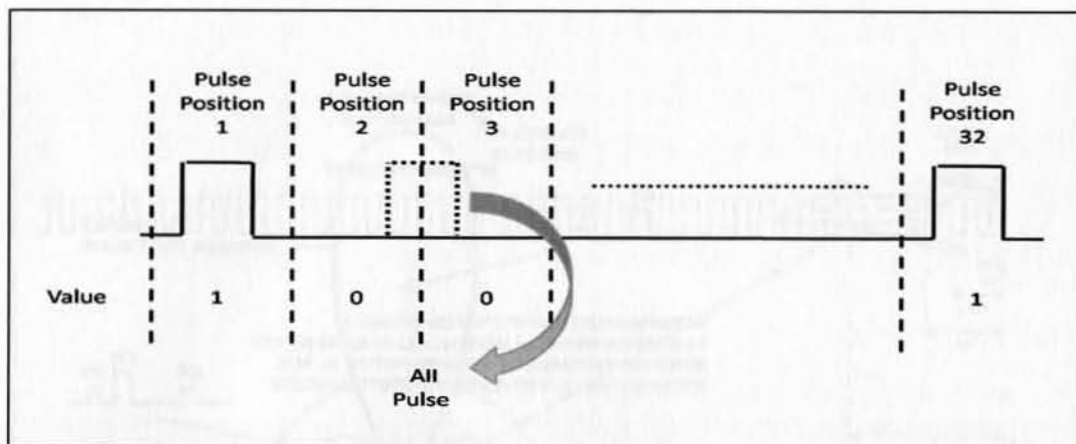 Pulse
Position
1
Pulse
Position
2
Pulse
Position
3
Pulse
Position
32
Value
1
0
0
1
All
Pulse